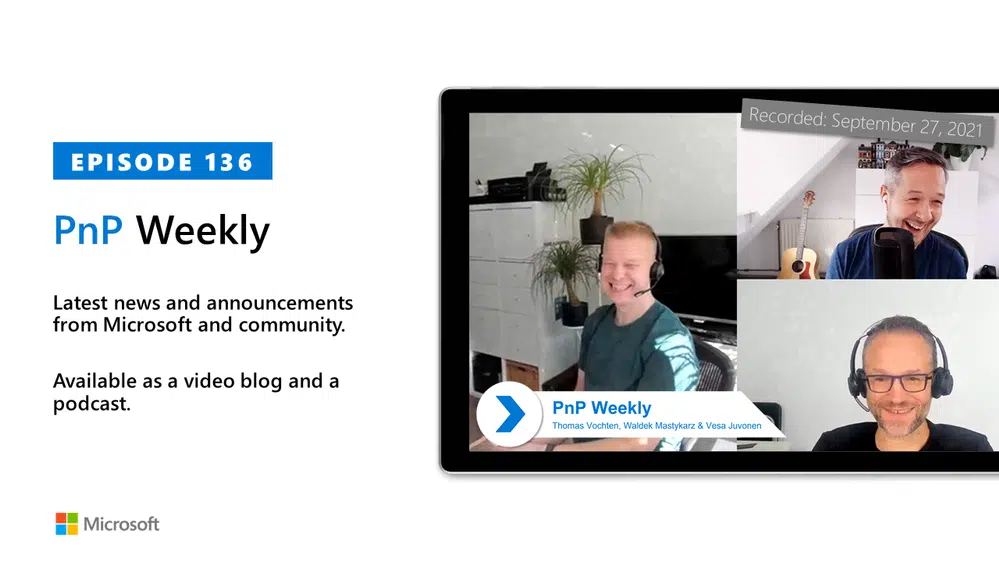 EPISODE 136
PnP Weekly
Latest news and announcements
from Microsoft and community.
Available as a video blog and a
podcast.
Microsoft
Recorded: September 27, 2021
PnP Weekly
Thomas Vochten, Waldek Mastykarz & Vesa Juvonen